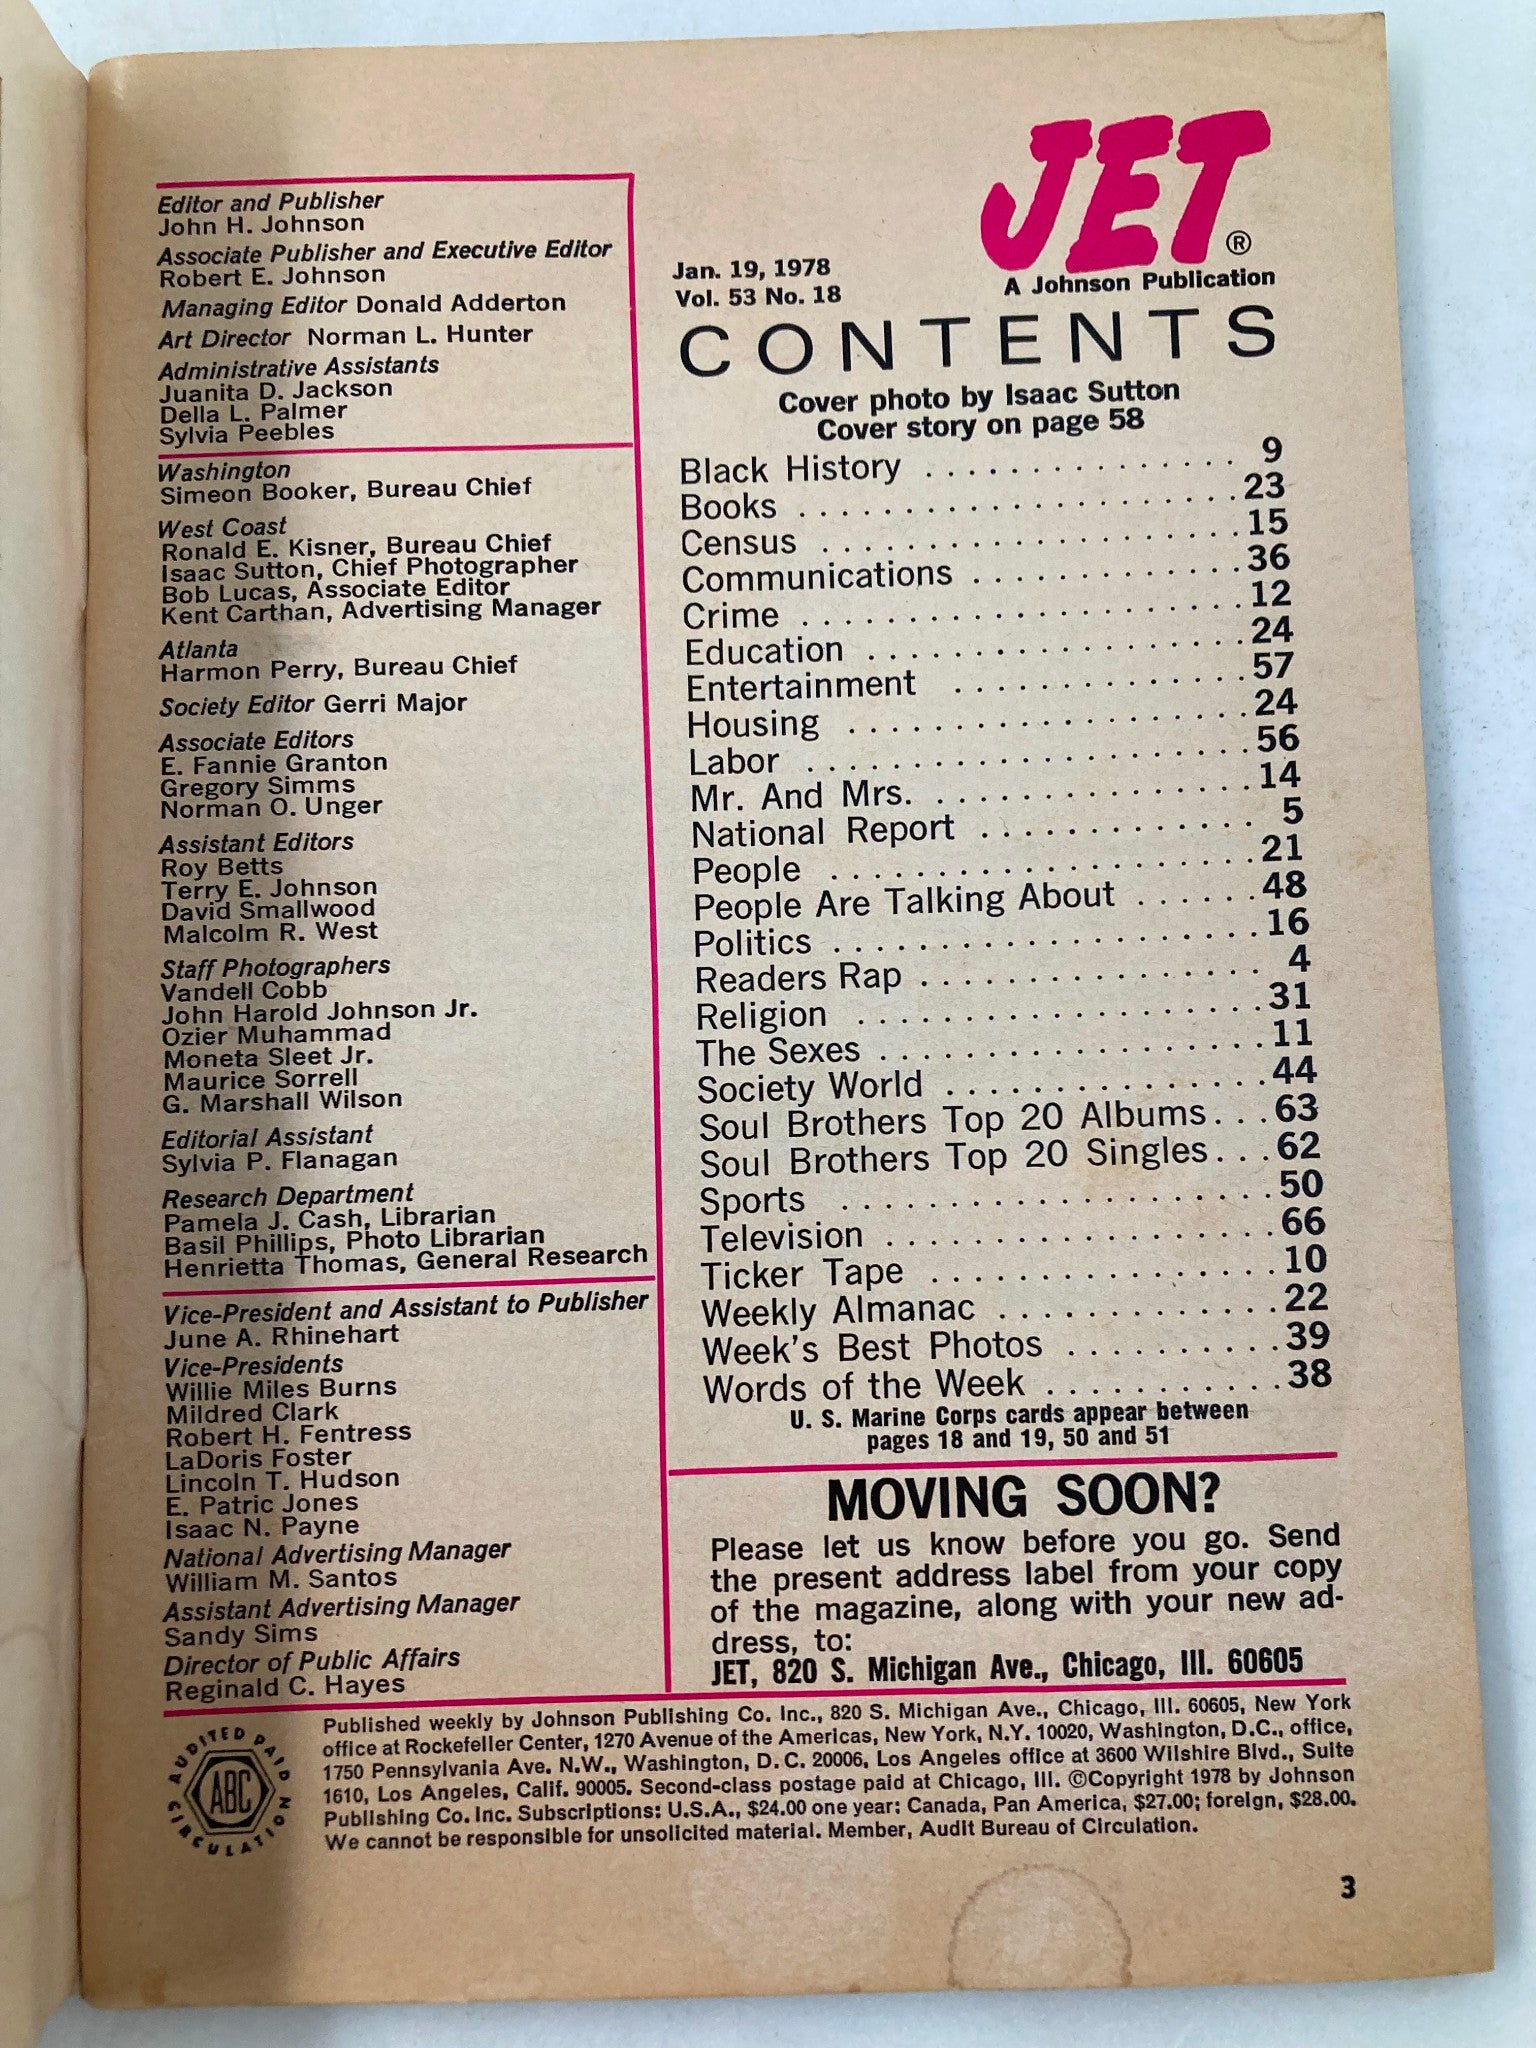 Editor and Publisher
John H. Johnson
Associate Publisher and Executive Editor
Robert E. Johnson
Managing Editor Donald Adderton
Art Director Norman L. Hunter
Administrative Assistants
Juanita D. Jackson
Della L. Palmer
Sylvia Peebles
Washington
Simeon Booker, Bureau Chief
West Coast
Ronald E. Kisner, Bureau Chief
Isaac Sutton, Chief Photographer
Bob Lucas, Associate Editor
Kent Carthan, Advertising Manager
Atlanta
Harmon Perry, Bureau Chief
Society Editor Gerri Major
Associate Editors
E. Fannie Granton
Gregory Simms
Norman O. Unger
Assistant Editors
Roy Betts
Terry E. Johnson
David Smallwood
Malcolm R. West
Staff Photographers
Vandell Cobb
John Harold Johnson Jr.
Ozier Muhammad
Moneta Sleet Jr.
Maurice Sorrell
G. Marshall Wilson
Editorial Assistant
Sylvia P. Flanagan
Research Department
Pamela J. Cash, Librarian
Basil Phillips, Photo Librarian
Henrietta Thomas, General Research
Vice-President and Assistant to Publisher
June A. Rhinehart
Vice-Presidents
Willie Miles Burns
Mildred Clark
Robert H. Fentress
LaDoris Foster
Lincoln T. Hudson
E. Patric Jones
Isaac N. Payne
National Advertising Manager
William M. Santos
Assistant Advertising Manager
Sandy Sims
Director of Public Affairs
Reginald C. Hayes
JET®
A Johnson Publication
Jan. 19, 1978
Vol. 53 No. 18
CONTENTS
Cover photo by Isaac Sutton
Cover story on page 58
Black History . . . . . . . . . . . . . . . 9
Books . . . . . . . . . . . . . . . . . . . . 23
Census . . . . . . . . . . . . . . . . . . . 15
Communications . . . . . . . . . . . . . 36
Crime . . . . . . . . . . . . . . . . . . . . 12
Education . . . . . . . . . . . . . . . . . 24
Entertainment . . . . . . . . . . . . . . 57
Housing . . . . . . . . . . . . . . . . . . 24
Labor . . . . . . . . . . . . . . . . . . . . 56
Mr. And Mrs. . . . . . . . . . . . . . . . 14
National Report . . . . . . . . . . . . . 5
People . . . . . . . . . . . . . . . . . . . 21
People Are Talking About . . . . . . 48
Politics . . . . . . . . . . . . . . . . . . . 16
Readers Rap . . . . . . . . . . . . . . . 4
Religion . . . . . . . . . . . . . . . . . . 31
The Sexes . . . . . . . . . . . . . . . . . 11
Society World . . . . . . . . . . . . . . 44
Soul Brothers Top 20 Albums. . . 63
Soul Brothers Top 20 Singles. . . 62
Sports . . . . . . . . . . . . . . . . . . . 50
Television . . . . . . . . . . . . . . . . . 66
Ticker Tape . . . . . . . . . . . . . . . 10
Weekly Almanac . . . . . . . . . . . . 22
Week's Best Photos . . . . . . . . . . 39
Words of the Week . . . . . . . . . . . 38
U. S. Marine Corps cards appear between
pages 18 and 19, 50 and 51
MOVING SOON?
Please let us know before you go. Send
the present address label from your copy
of the magazine, along with your new ad-
dress, to:
JET, 820 S. Michigan Ave., Chicago, Ill. 60605
AUDITED PAID
ABC
CIRCULATION
Published weekly by Johnson Publishing Co. Inc., 820 S. Michigan Ave., Chicago, Ill. 60605, New York
office at Rockefeller Center, 1270 Avenue of the Americas, New York, N.Y. 10020, Washington, D.C., office,
1750 Pennsylvania Ave. N.W., Washington, D. C. 20006, Los Angeles office at 3600 Wilshire Blvd., Suite
1610, Los Angeles, Calif. 90005. Second-class postage paid at Chicago, Ill. ©Copyright 1978 by Johnson
Publishing Co. Inc. Subscriptions: U.S.A., $24.00 one year: Canada, Pan America, $27.00; foreign, $28.00.
We cannot be responsible for unsolicited material. Member, Audit Bureau of Circulation.
3